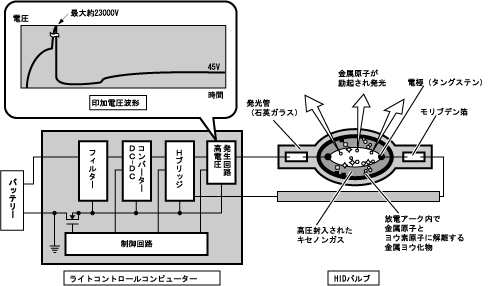 電圧
最大約23000V
45V
時間
印加電圧波形
金属原子が
励起され発光
電極（タングステン）
発光管
（石英ガラス）
モリブデン箔
バッテリー
フィルター
DC-DC
コンバーター
Hブリッジ
高電圧
発生回路
制御回路
高圧封入された
キセノンガス
放電アーク内で
金属原子と
ヨウ素原子に解離する
金属ヨウ化物
ライトコントロールコンピューター
HIDバルブ